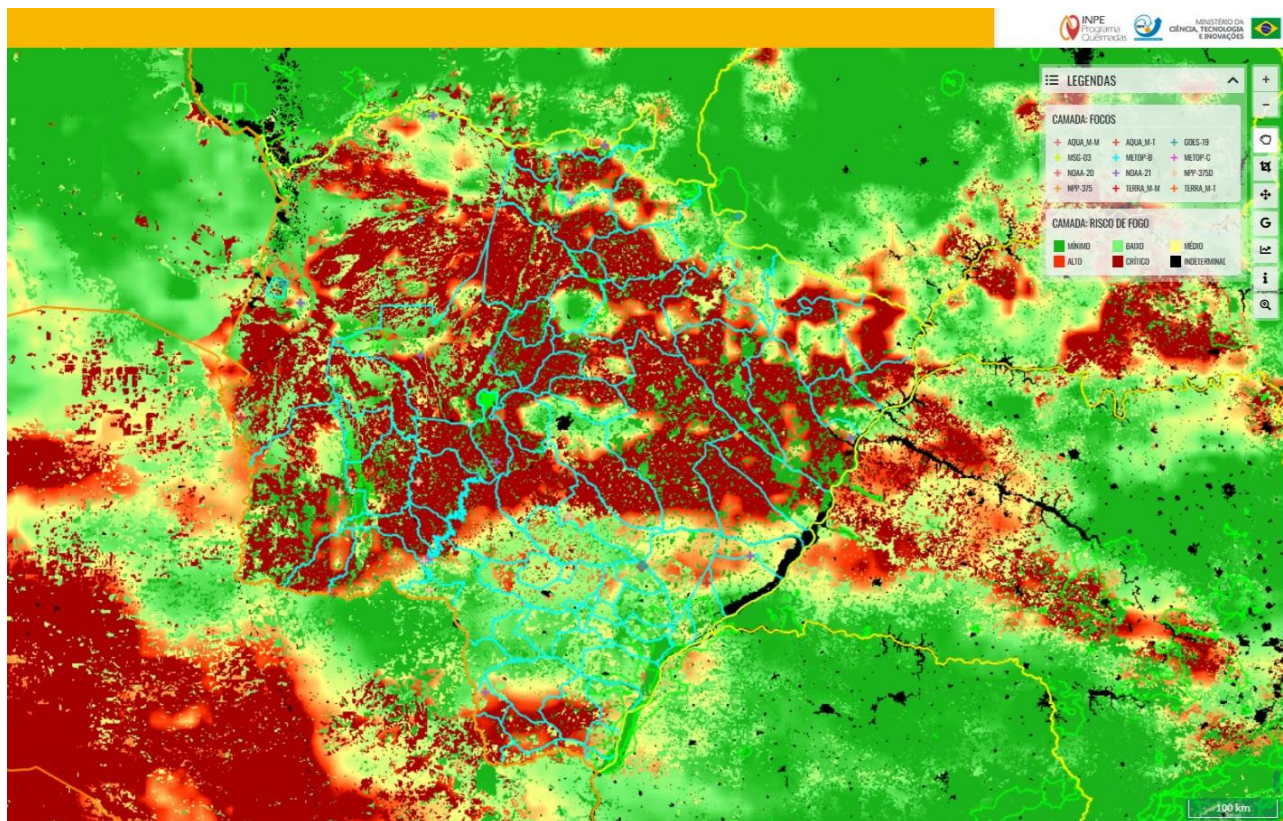 INPE
Programa
Queimadas
MINISTÉRIO DA
CIÊNCIA, TECNOLOGIA
E INOVAÇÕES
LEGENDAS
CAMADA: FOCOS
AQUA_M-M AQUA_M-T GOES-19
MSG-03 METOP-B METOP-C
NOAA-20 NOAA-21 NPP-375D
NPP-375 TERRA_M-M TERRA_M-T
CAMADA: RISCO DE FOGO
MÍNIMO BAIXO MÉDIO
ALTO CRÍTICO INDETERMINAD
100 km